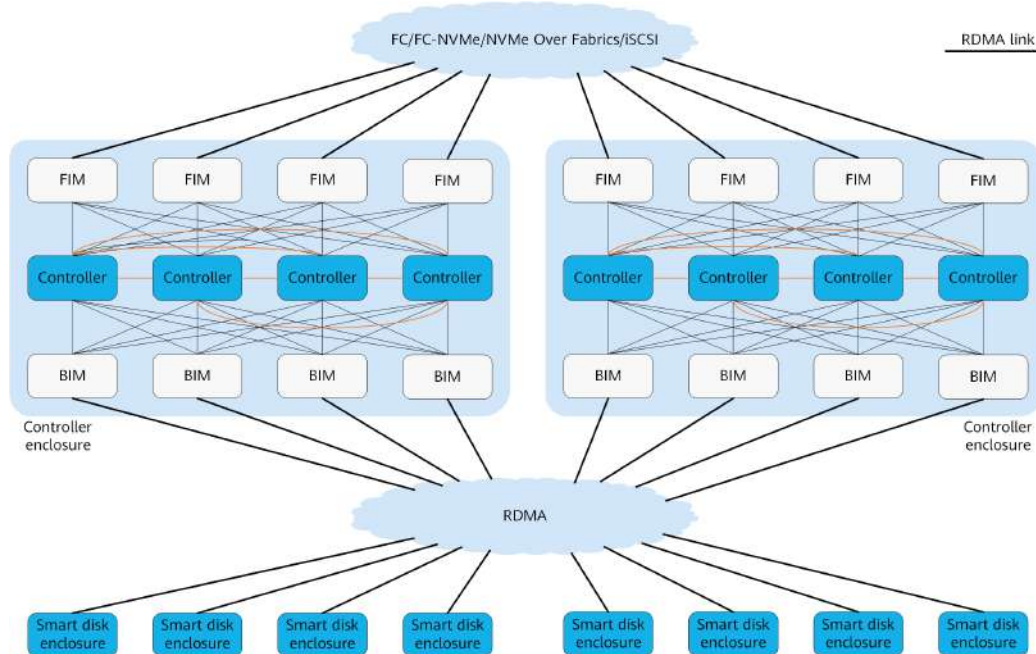 FC/FC-NVMe/NVMe Over Fabrics/iSCSI
RDMA link
FIM
FIM
FIM
FIM
FIM
FIM
FIM
FIM
Controller
Controller
Controller
Controller
Controller
Controller
Controller
Controller
BIM
BIM
BIM
BIM
BIM
BIM
BIM
BIM
Controller
enclosure
Controller
enclosure
RDMA
Smart disk
enclosure
Smart disk
enclosure
Smart disk
enclosure
Smart disk
enclosure
Smart disk
enclosure
Smart disk
enclosure
Smart disk
enclosure
Smart disk
enclosure